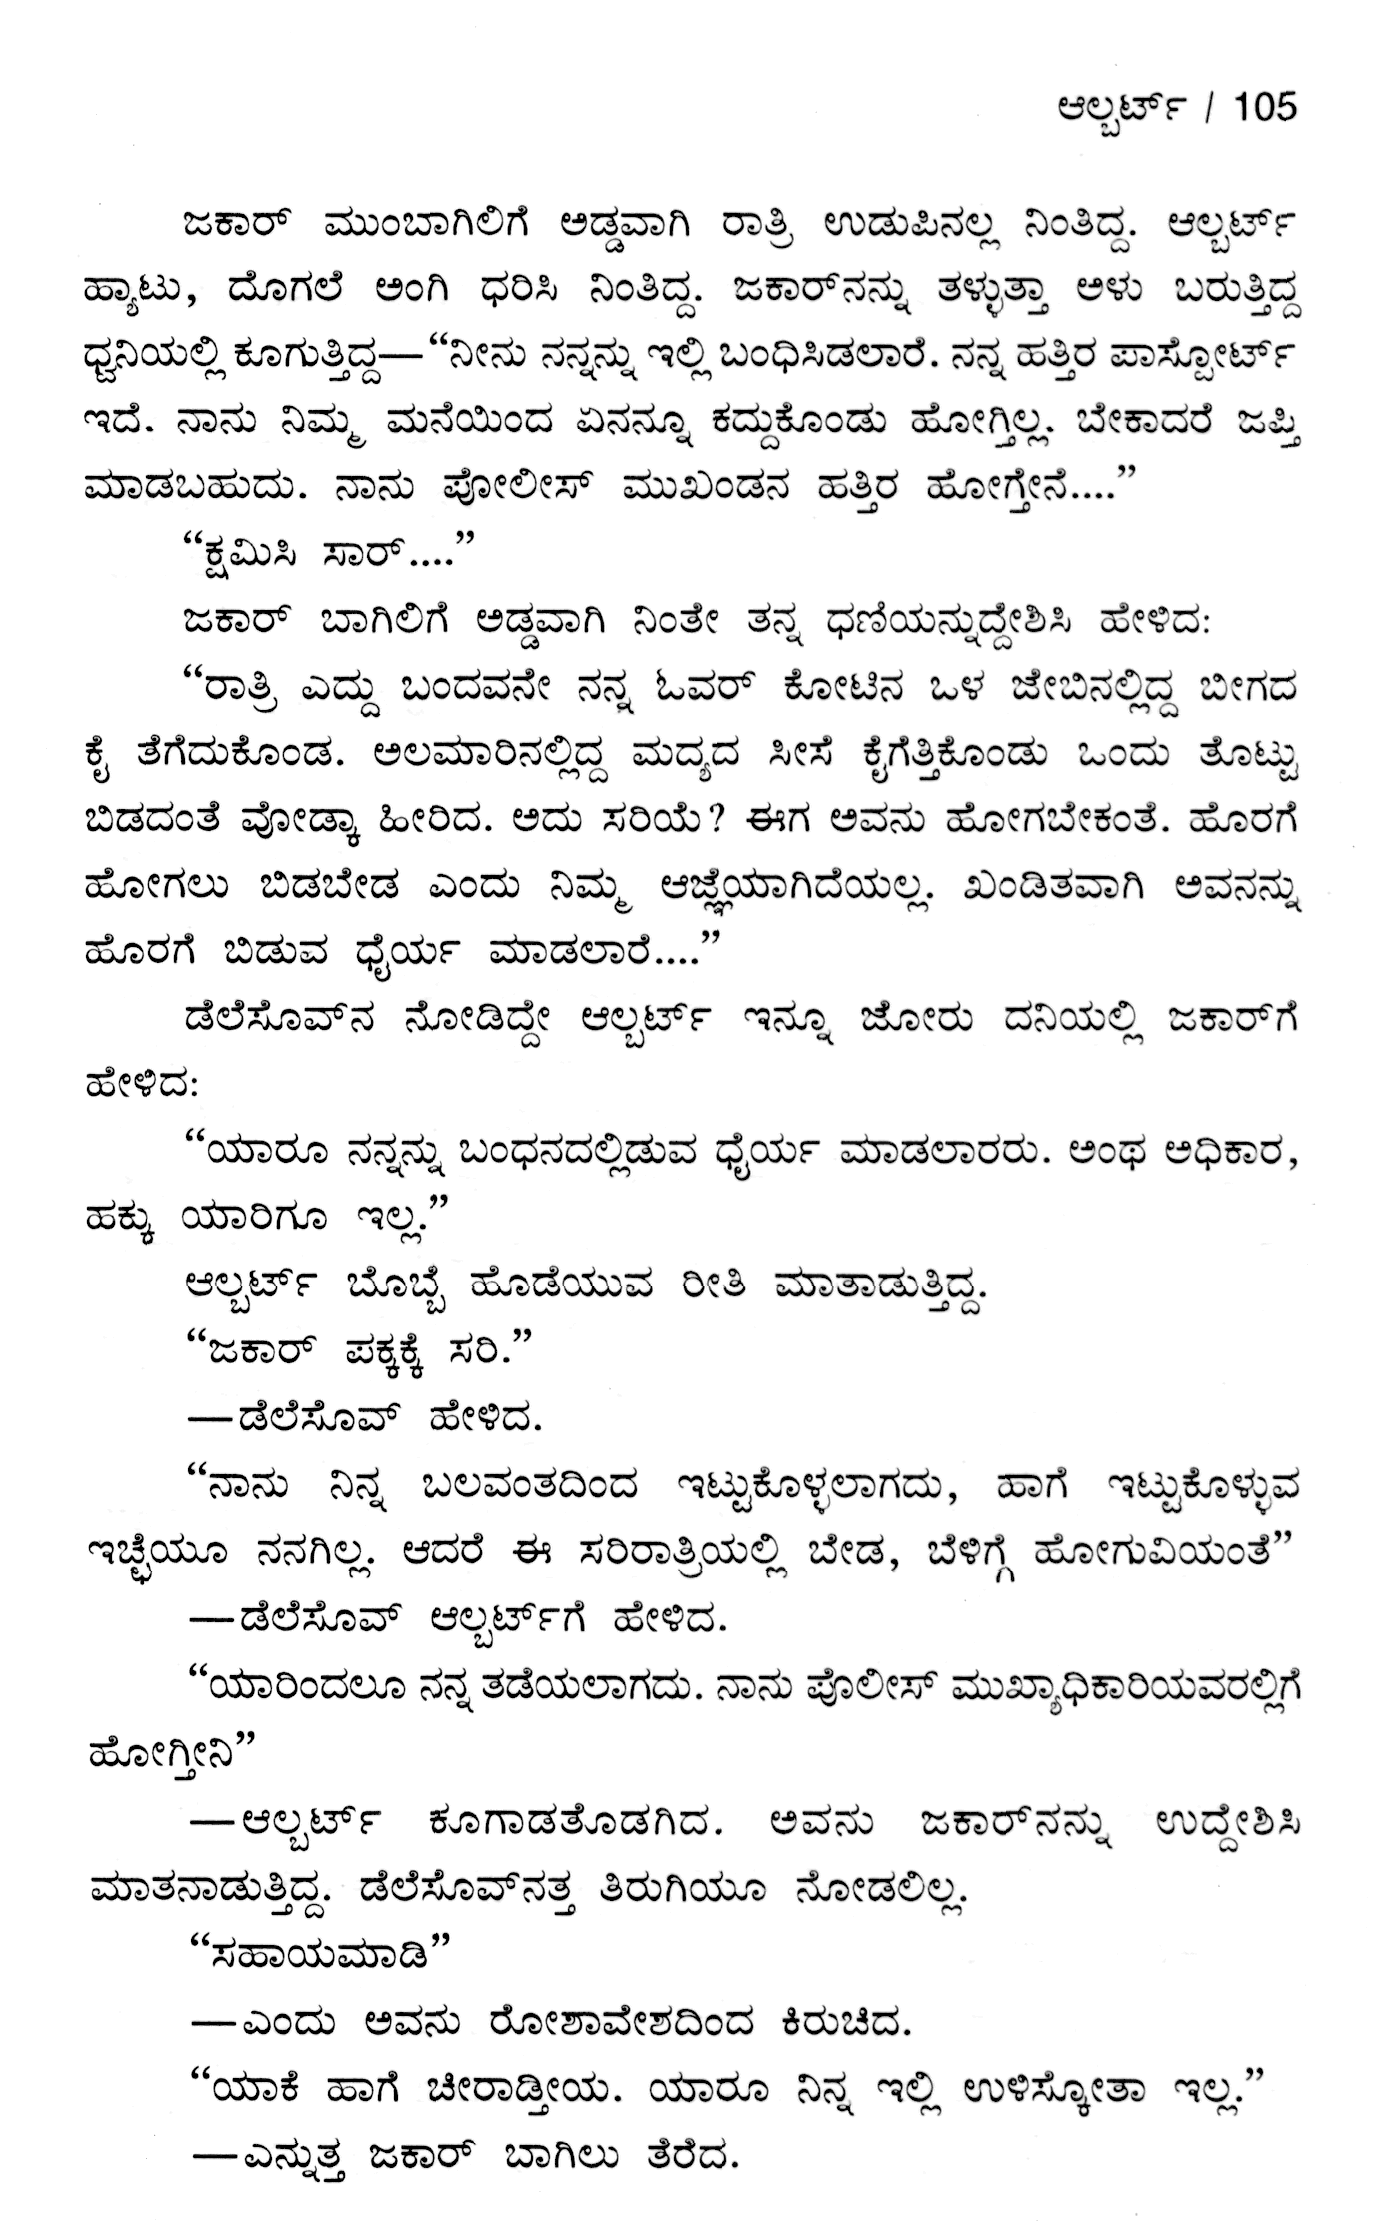 ಆಲ್ಬರ್ಟ್ / 105
ಜಕಾರ್ ಮುಂಬಾಗಿಲಿಗೆ ಅಡ್ಡವಾಗಿ ರಾತ್ರಿ ಉಡುಪಿನಲ್ಲ ನಿಂತಿದ್ದ. ಆಲ್ಬರ್ಟ್
ಹ್ಯಾಟು, ದೊಗಲೆ ಅಂಗಿ ಧರಿಸಿ ನಿಂತಿದ್ದ. ಜಕಾರ್‌ನನ್ನು ತಳ್ಳುತ್ತಾ ಅಳು ಬರುತ್ತಿದ್ದ
ಧ್ವನಿಯಲ್ಲಿ ಕೂಗುತ್ತಿದ್ದ—“ನೀನು ನನ್ನನ್ನು ಇಲ್ಲಿ ಬಂಧಿಸಿಡಲಾರೆ. ನನ್ನ ಹತ್ತಿರ ಪಾಸ್ಪೋರ್ಟ್
ಇದೆ. ನಾನು ನಿಮ್ಮ ಮನೆಯಿಂದ ಏನನ್ನೂ ಕದ್ದುಕೊಂಡು ಹೋಗ್ತಿಲ್ಲ. ಬೇಕಾದರೆ ಜಪ್ತಿ
ಮಾಡಬಹುದು. ನಾನು ಪೋಲೀಸ್ ಮುಖಂಡನ ಹತ್ತಿರ ಹೋಗ್ತೇನೆ....”
“ಕ್ಷಮಿಸಿ ಸಾರ್....”
ಜಕಾರ್ ಬಾಗಿಲಿಗೆ ಅಡ್ಡವಾಗಿ ನಿಂತೇ ತನ್ನ ಧಣಿಯನ್ನುದ್ದೇಶಿಸಿ ಹೇಳಿದ:
“ರಾತ್ರಿ ಎದ್ದು ಬಂದವನೇ ನನ್ನ ಓವರ್ ಕೋಟಿನ ಒಳ ಜೇಬಿನಲ್ಲಿದ್ದ ಬೀಗದ
ಕೈ ತೆಗೆದುಕೊಂಡ. ಅಲಮಾರಿನಲ್ಲಿದ್ದ ಮದ್ಯದ ಸೀಸೆ ಕೈಗೆತ್ತಿಕೊಂಡು ಒಂದು ತೊಟ್ಟು
ಬಿಡದಂತೆ ವೋಡ್ಕಾ ಹೀರಿದ. ಅದು ಸರಿಯೆ? ಈಗ ಅವನು ಹೋಗಬೇಕಂತೆ. ಹೊರಗೆ
ಹೋಗಲು ಬಿಡಬೇಡ ಎಂದು ನಿಮ್ಮ ಆಜ್ಞೆಯಾಗಿದೆಯಲ್ಲ. ಖಂಡಿತವಾಗಿ ಅವನನ್ನು
ಹೊರಗೆ ಬಿಡುವ ಧೈರ್ಯ ಮಾಡಲಾರೆ....”
ಡೆಲೆಸೊವ್‌ನ ನೋಡಿದ್ದೇ ಆಲ್ಬರ್ಟ್ ಇನ್ನೂ ಜೋರು ದನಿಯಲ್ಲಿ ಜಕಾರ್‌ಗೆ
ಹೇಳಿದ:
“ಯಾರೂ ನನ್ನನ್ನು ಬಂಧನದಲ್ಲಿಡುವ ಧೈರ್ಯ ಮಾಡಲಾರರು. ಅಂಥ ಅಧಿಕಾರ,
ಹಕ್ಕು ಯಾರಿಗೂ ಇಲ್ಲ.”
ಆಲ್ಬರ್ಟ್ ಬೊಬ್ಬೆ ಹೊಡೆಯುವ ರೀತಿ ಮಾತಾಡುತ್ತಿದ್ದ.
“ಜಕಾರ್ ಪಕ್ಕಕ್ಕೆ ಸರಿ.”
—ಡೆಲೆಸೊವ್ ಹೇಳಿದ.
“ನಾನು ನಿನ್ನ ಬಲವಂತದಿಂದ ಇಟ್ಟುಕೊಳ್ಳಲಾಗದು, ಹಾಗೆ ಇಟ್ಟುಕೊಳ್ಳುವ
ಇಚ್ಛೆಯೂ ನನಗಿಲ್ಲ. ಆದರೆ ಈ ಸರಿರಾತ್ರಿಯಲ್ಲಿ ಬೇಡ, ಬೆಳಿಗ್ಗೆ ಹೋಗುವಿಯಂತೆ”
—ಡೆಲೆಸೊವ್ ಆಲ್ಬರ್ಟ್‌ಗೆ ಹೇಳಿದ.
“ಯಾರಿಂದಲೂ ನನ್ನ ತಡೆಯಲಾಗದು. ನಾನು ಪೊಲೀಸ್ ಮುಖ್ಯಾಧಿಕಾರಿಯವರಲ್ಲಿಗೆ
ಹೋಗ್ತೀನಿ”
—ಆಲ್ಬರ್ಟ್ ಕೂಗಾಡತೊಡಗಿದ. ಅವನು ಜಕಾರ್‌ನನ್ನು ಉದ್ದೇಶಿಸಿ
ಮಾತನಾಡುತ್ತಿದ್ದ. ಡೆಲೆಸೊವ್‌ನತ್ತ ತಿರುಗಿಯೂ ನೋಡಲಿಲ್ಲ.
“ಸಹಾಯಮಾಡಿ”
—ಎಂದು ಅವನು ರೋಶಾವೇಶದಿಂದ ಕಿರುಚಿದ.
“ಯಾಕೆ ಹಾಗೆ ಚೀರಾಡ್ತೀಯ. ಯಾರೂ ನಿನ್ನ ಇಲ್ಲಿ ಉಳಿಸ್ಕೋತಾ ಇಲ್ಲ.”
—ಎನ್ನುತ್ತ ಜಕಾರ್ ಬಾಗಿಲು ತೆರೆದ.